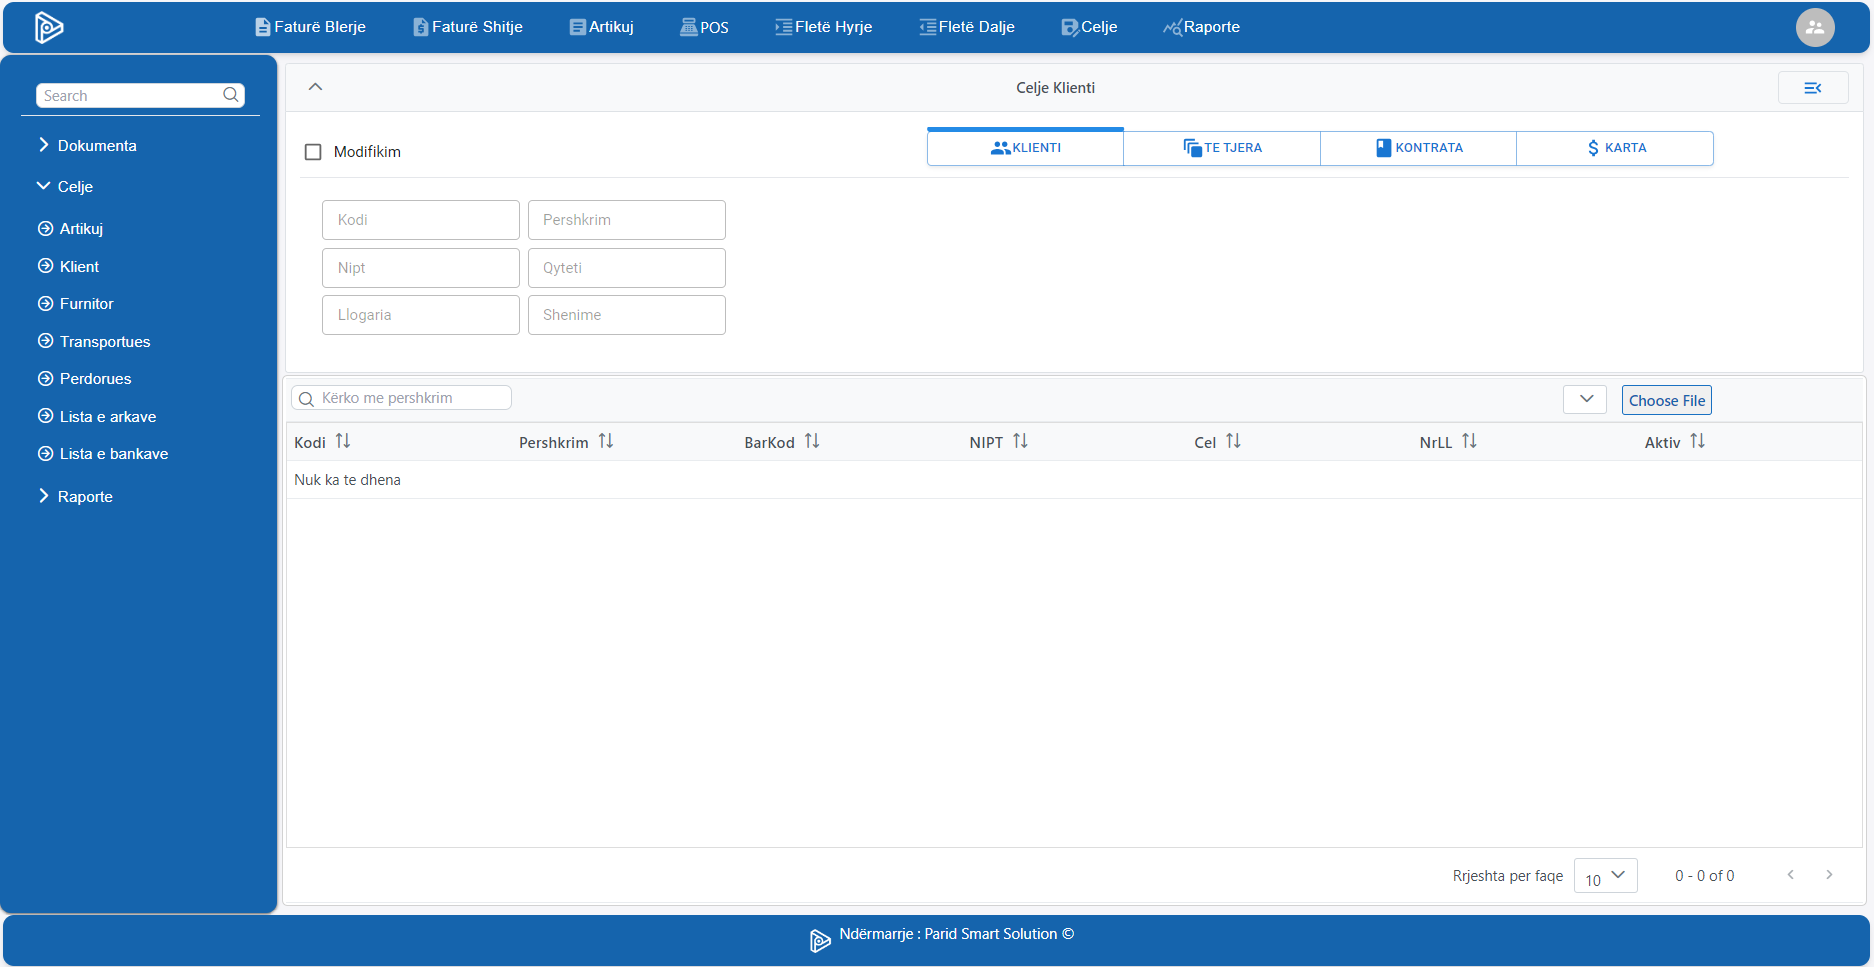 Faturë Blerje Faturë Shitje Artikuj POS Fletë Hyrje Fletë Dalje Celje Raporte
Search
Dokumenta
Celje
Artikuj
Klient
Furnitor
Transportues
Perdorues
Lista e arkave
Lista e bankave
Raporte
Celje Klienti
Modifikim
KLIENTI TE TJERA KONTRATA KARTA
Kodi Pershkrim
Nipt Qyteti
Llogaria Shenime
Kërko me pershkrim Choose File
Kodi Pershkrim BarKod NIPT Cel NrLL Aktiv
Nuk ka te dhena
Rrjeshta per faqe 10 0 - 0 of 0
Ndërmarrje : Parid Smart Solution ©